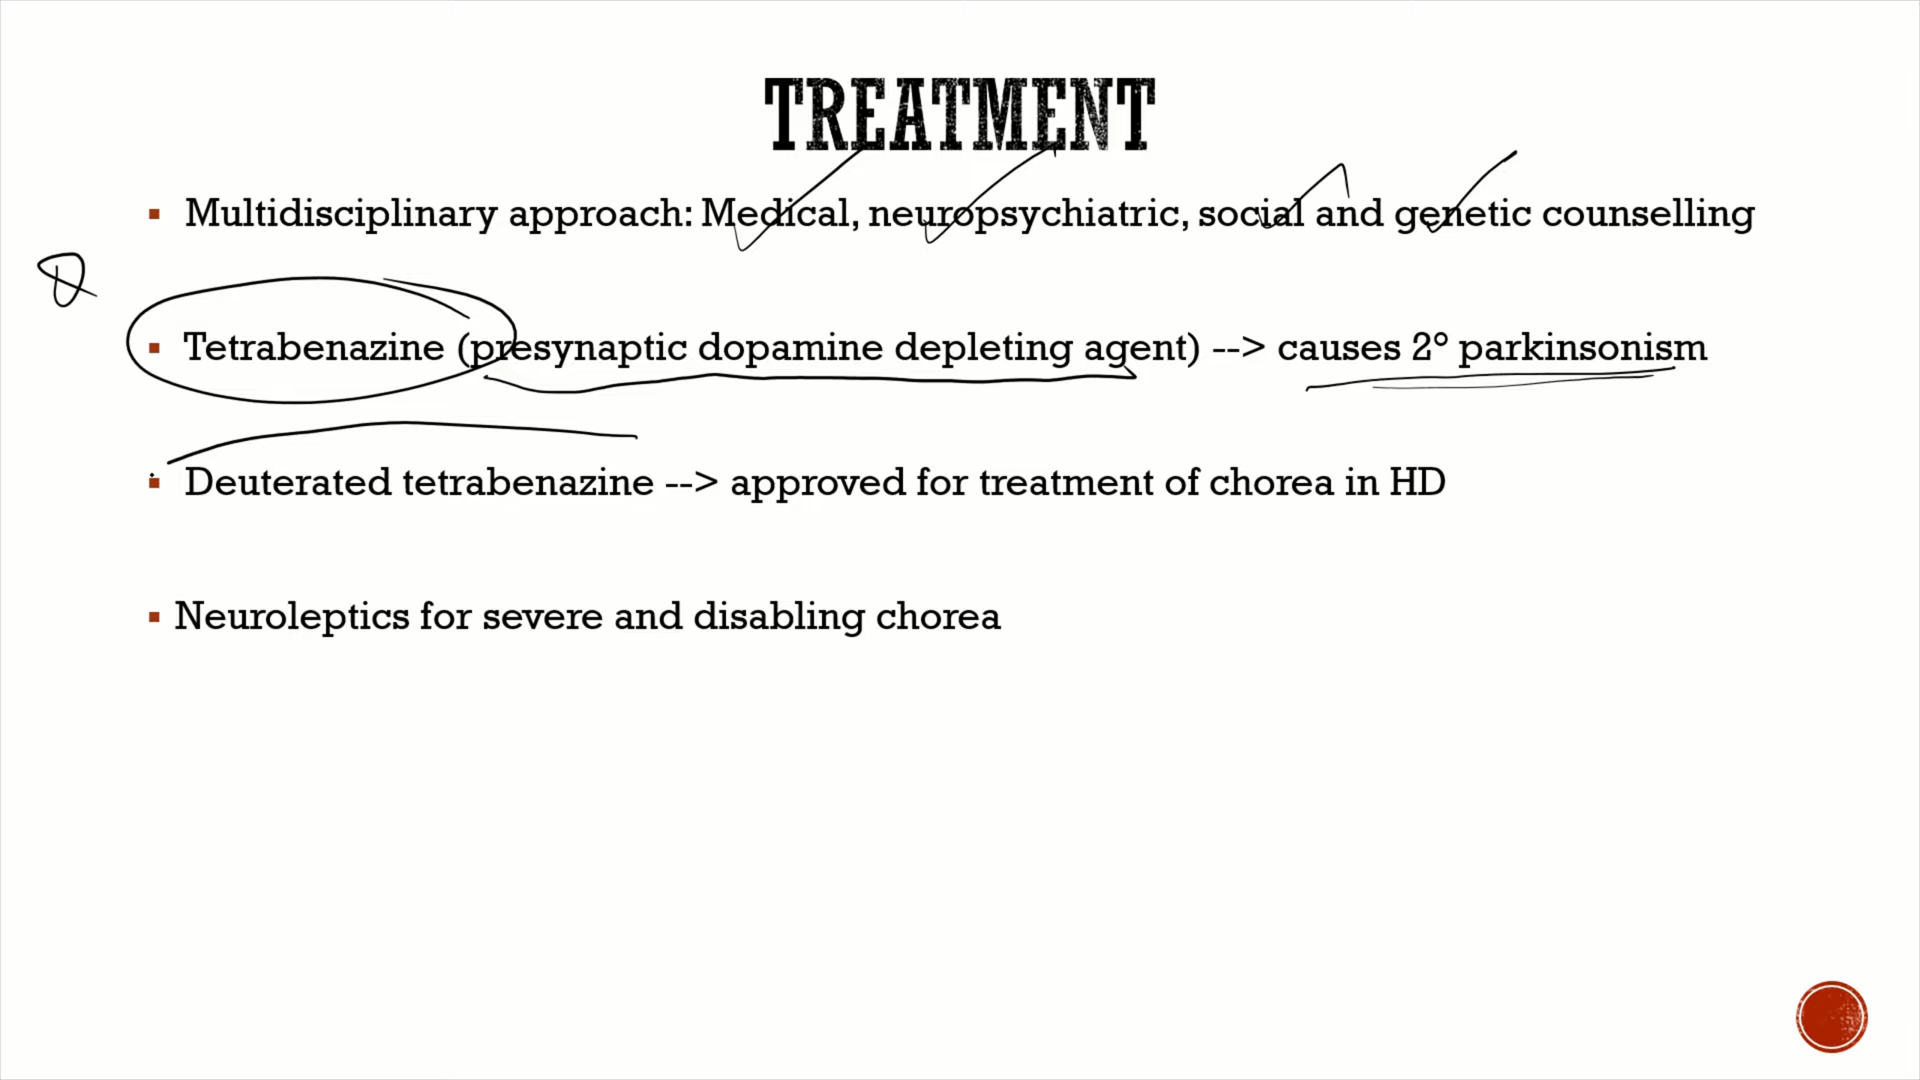 TREATMENT
Multidisciplinary approach: Medical, neuropsychiatric, social and genetic counselling
Tetrabenazine (presynaptic dopamine depleting agent) --> causes 2° parkinsonism
Deuterated tetrabenazine --> approved for treatment of chorea in HD
Neuroleptics for severe and disabling chorea